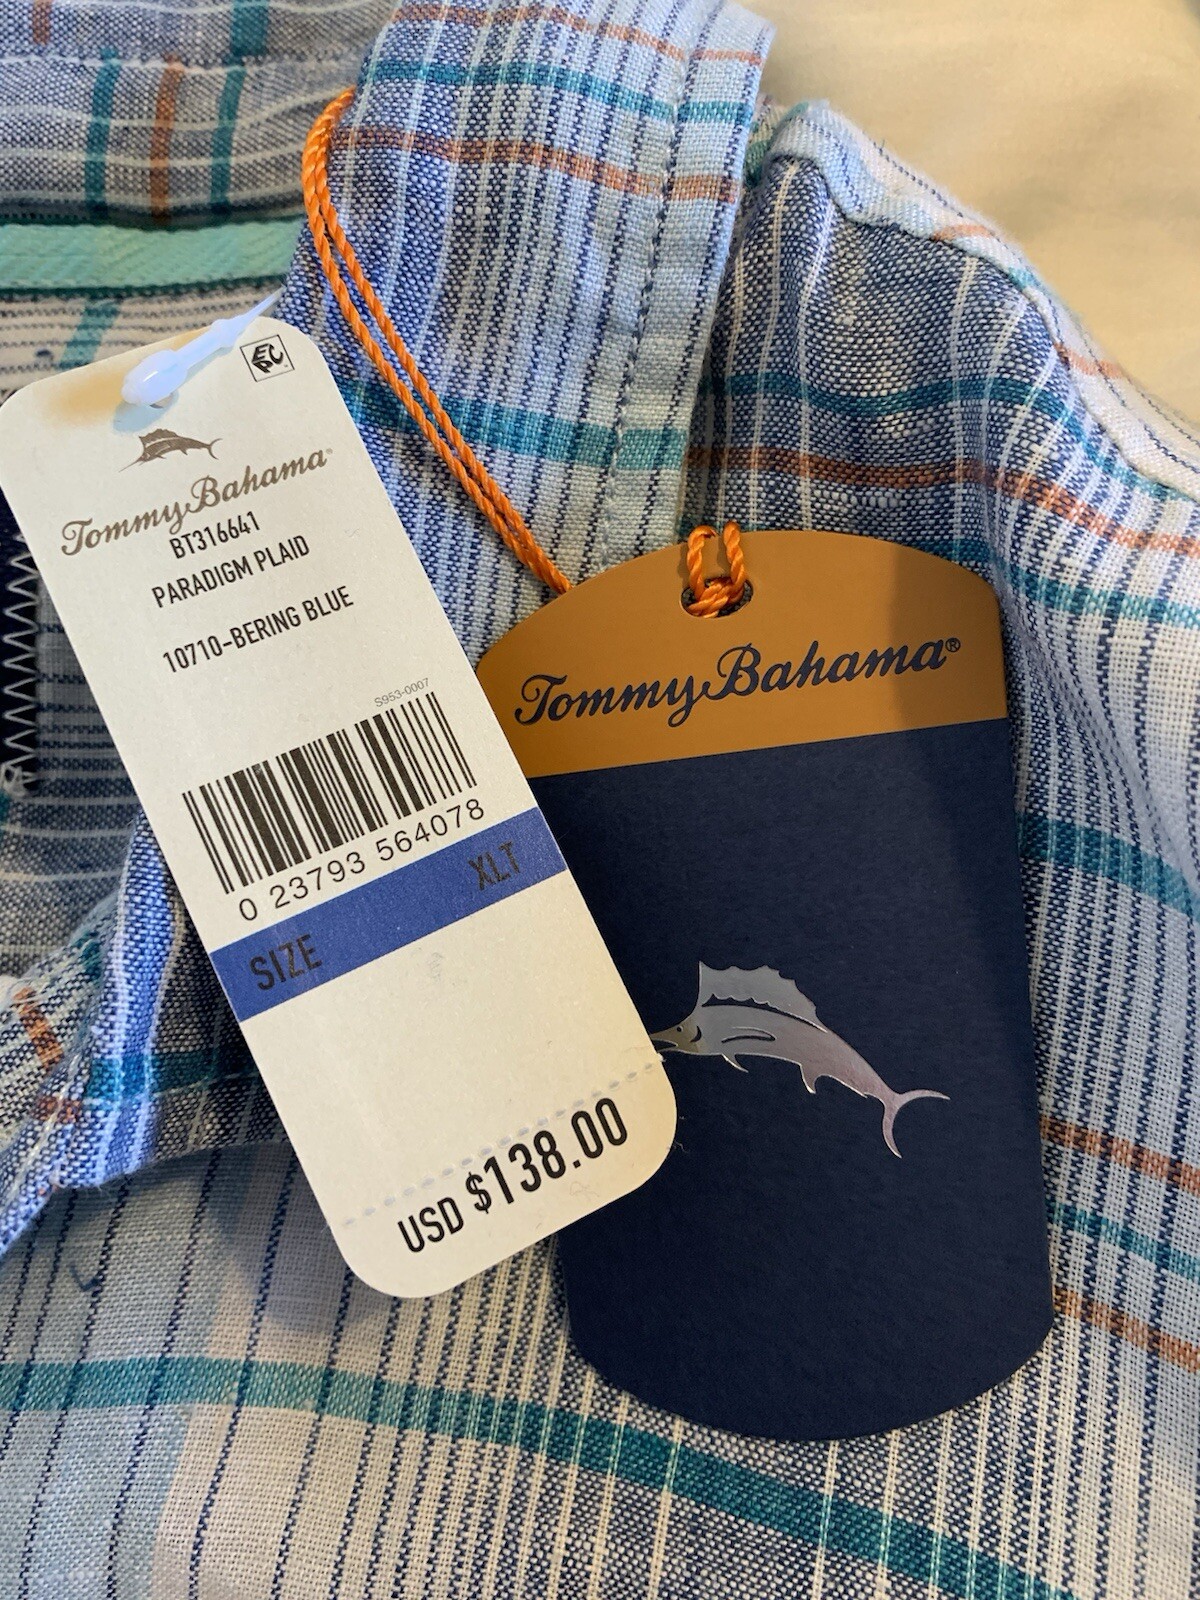 EPC
Tommy Bahama®
BT316641
PARADIGM PLAID
10710-BERING BLUE
S953-0007
0 23793 564078
SIZE XLT
USD $138.00
Tommy Bahama®